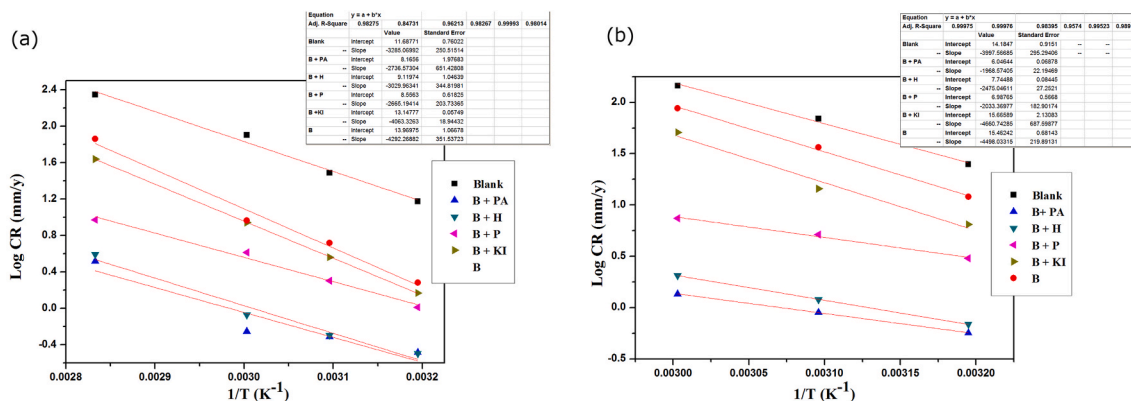 (a)
Equation y = a + b*x
Adj. R-Square 0.98275 0.84731 0.96213 0.98267 0.99993 0.98014
Value Standard Error
Blank Intercept 11.68771 0.76022
-- Slope -3285.06992 250.51514
B + PA Intercept 8.1656 1.97683
-- Slope -2736.57304 651.42808
B + H Intercept 9.11974 1.04639
-- Slope -3029.95341 344.81981
B + P Intercept 8.5563 0.61825
-- Slope -2665.19414 203.73365
B +KI Intercept 13.14777 0.05749
-- Slope -4063.3263 18.94432
B Intercept 13.96975 1.06678
-- Slope -4292.26882 351.53723
Log CR (mm/y)
2.4
2.0
1.6
1.2
0.8
0.4
0.0
-0.4
Blank
B + PA
B + H
B + P
B + KI
B
0.0028 0.0029 0.0030 0.0031 0.0032
1/T (K⁻¹)
(b)
Equation y = a + b*x
Adj. R-Square 0.99975 0.99976 0.98395 0.9574 0.99523 0.989
Value Standard Error
Blank Intercept 14.1847 0.9151 -- --
-- Slope -3997.56685 295.29406 -- --
B + PA Intercept 6.04644 0.06878
-- Slope -1968.57405 22.19469
B + H Intercept 7.74488 0.08445
-- Slope -2475.04611 27.2521
B + P Intercept 6.98765 0.5668
-- Slope -2033.36977 182.90174
B + KI Intercept 15.66589 2.13083
-- Slope -4660.74285 687.59877
B Intercept 15.46242 0.68143
-- Slope -4498.03315 219.89131
Log CR (mm/y)
2.0
1.5
1.0
0.5
0.0
-0.5
Blank
B+ PA
B + H
B + P
B + KI
B
0.00300 0.00305 0.00310 0.00315 0.00320
1/T (K⁻¹)